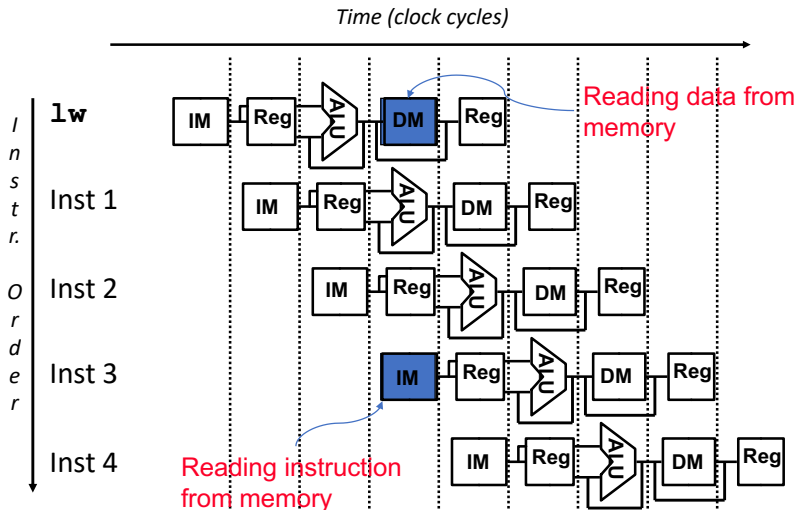 Time (clock cycles)
Instr. Order
lw
IM Reg ALU DM Reg
Reading data from
memory
Inst 1
IM Reg ALU DM Reg
Inst 2
IM Reg ALU DM Reg
Inst 3
IM Reg ALU DM Reg
Inst 4
IM Reg ALU DM Reg
Reading instruction
from memory